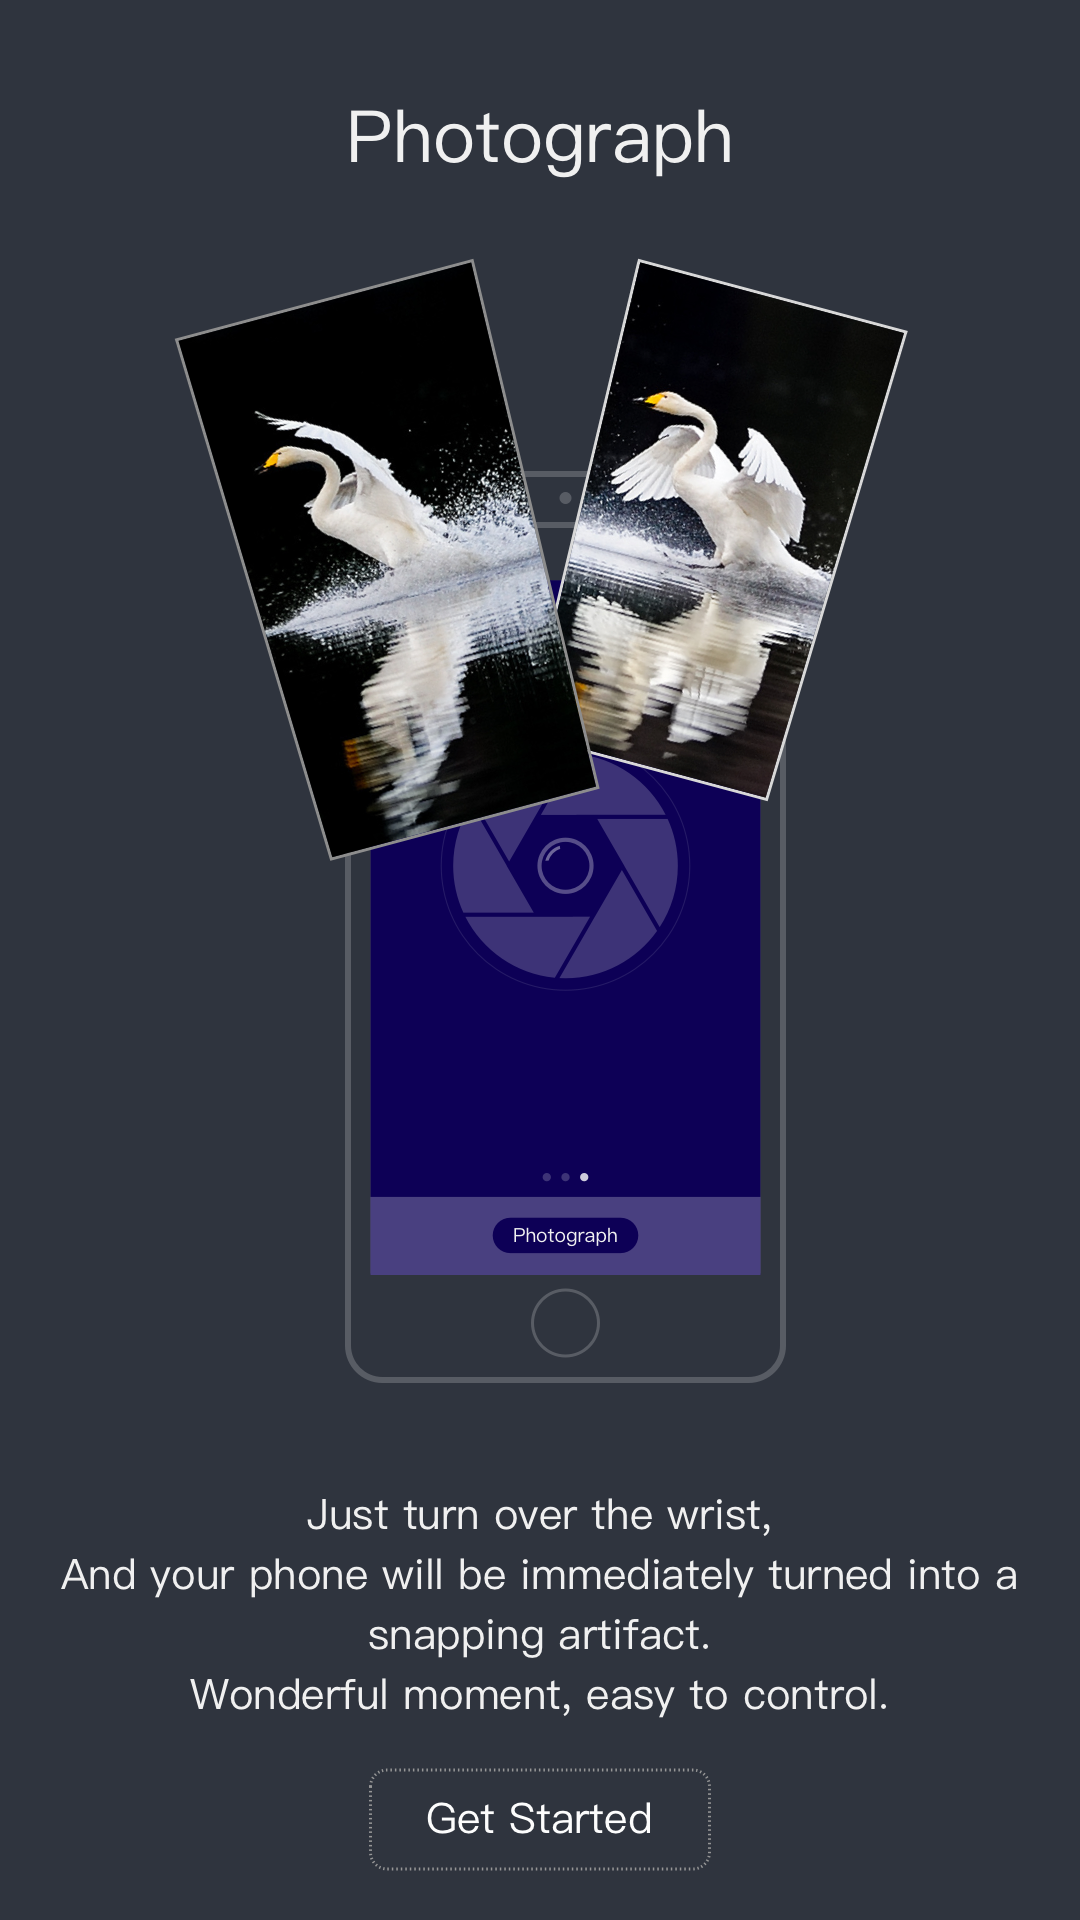 Photograph
Photograph
Just turn over the wrist,
And your phone will be immediately turned into a
snapping artifact.
Wonderful moment, easy to control.
Get Started